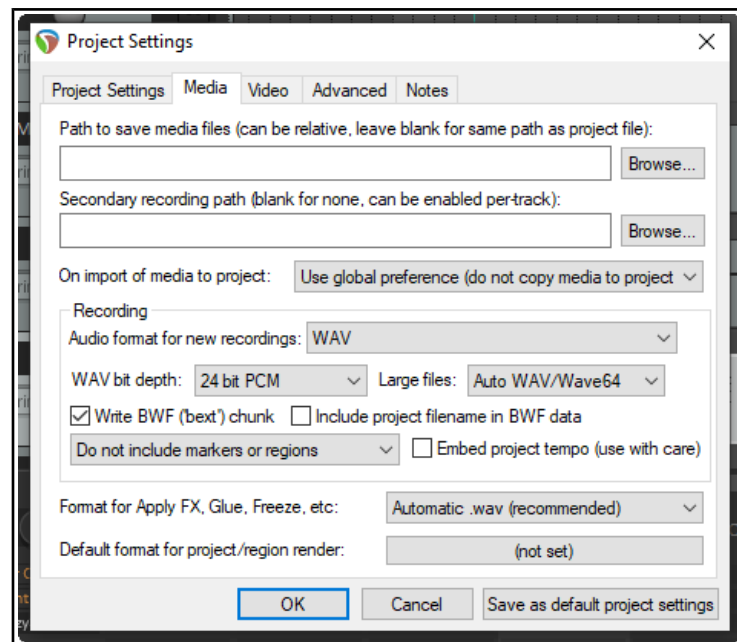 Project Settings
Project Settings Media Video Advanced Notes
Path to save media files (can be relative, leave blank for same path as project file):
Browse...
Secondary recording path (blank for none, can be enabled per-track):
Browse...
On import of media to project: Use global preference (do not copy media to project
Recording
Audio format for new recordings: WAV
WAV bit depth: 24 bit PCM Large files: Auto WAV/Wave64
Write BWF ('bext') chunk Include project filename in BWF data
Do not include markers or regions Embed project tempo (use with care)
Format for Apply FX, Glue, Freeze, etc: Automatic .wav (recommended)
Default format for project/region render: (not set)
OK Cancel Save as default project settings